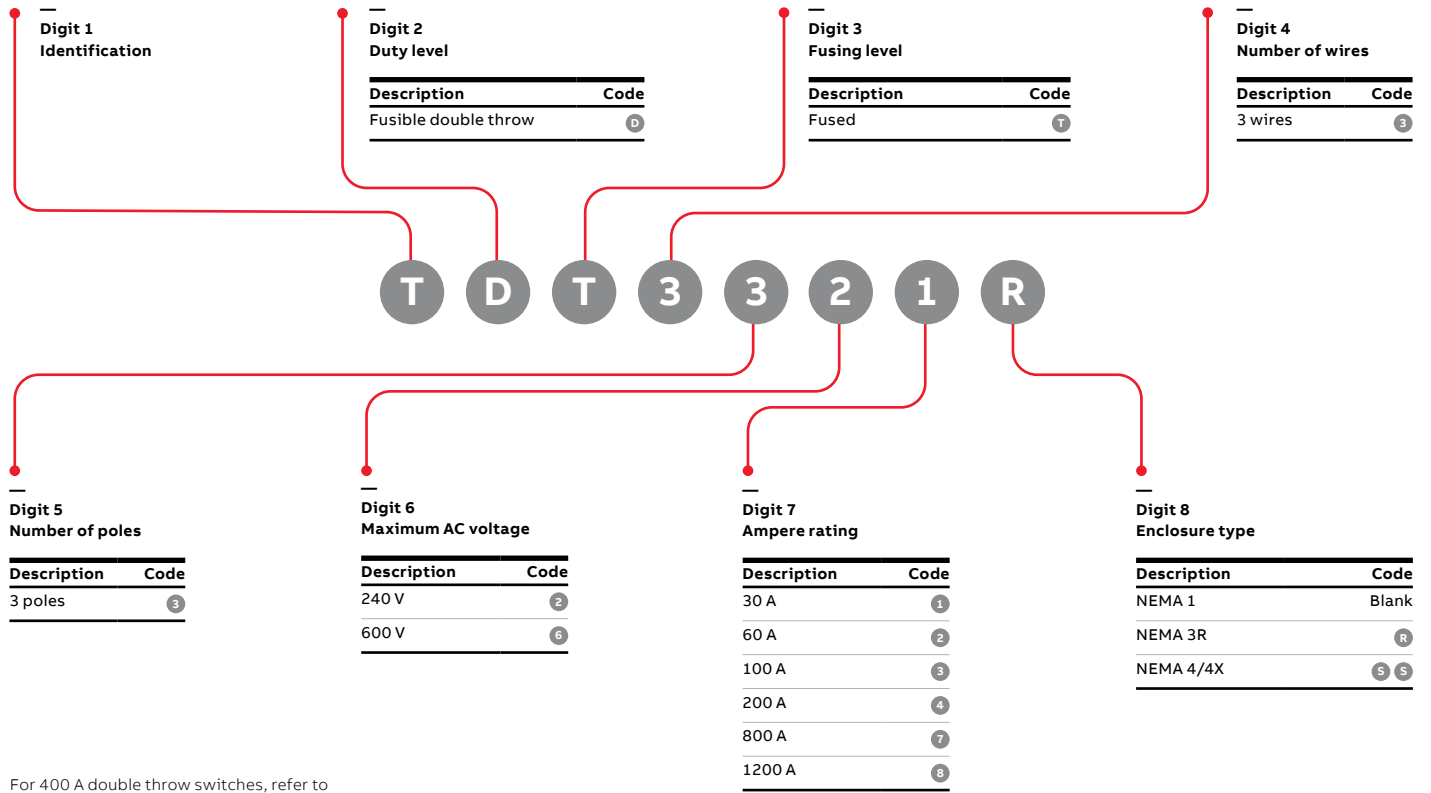 Digit 1
Identification
Digit 2
Duty level
Description Code
Fusible double throw D
Digit 3
Fusing level
Description Code
Fused T
Digit 4
Number of wires
Description Code
3 wires 3
T D T 3 3 2 1 R
Digit 5
Number of poles
Description Code
3 poles 3
Digit 6
Maximum AC voltage
Description Code
240 V 2
600 V 6
Digit 7
Ampere rating
Description Code
30 A 1
60 A 2
100 A 3
200 A 4
800 A 7
1200 A 8
Digit 8
Enclosure type
Description Code
NEMA 1 Blank
NEMA 3R R
NEMA 4/4X S S
For 400 A double throw switches, refer to